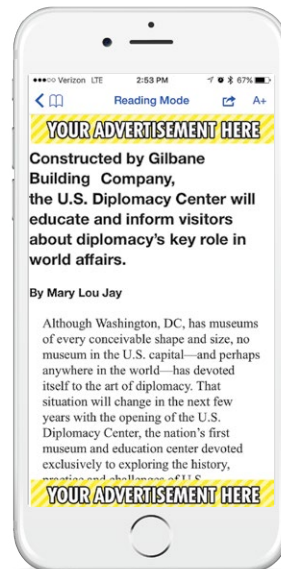 ●●●○○ Verizon LTE 2:53 PM 67%
Reading Mode A+
YOUR ADVERTISEMENT HERE
Constructed by Gilbane
Building Company,
the U.S. Diplomacy Center will
educate and inform visitors
about diplomacy’s key role in
world affairs.
By Mary Lou Jay
Although Washington, DC, has museums
of every conceivable shape and size, no
museum in the U.S. capital—and perhaps
anywhere in the world—has devoted
itself to the art of diplomacy. That
situation will change in the next few
years with the opening of the U.S.
Diplomacy Center, the nation’s first
museum and education center devoted
exclusively to exploring the history,
practice and challenges of U.S.
YOUR ADVERTISEMENT HERE